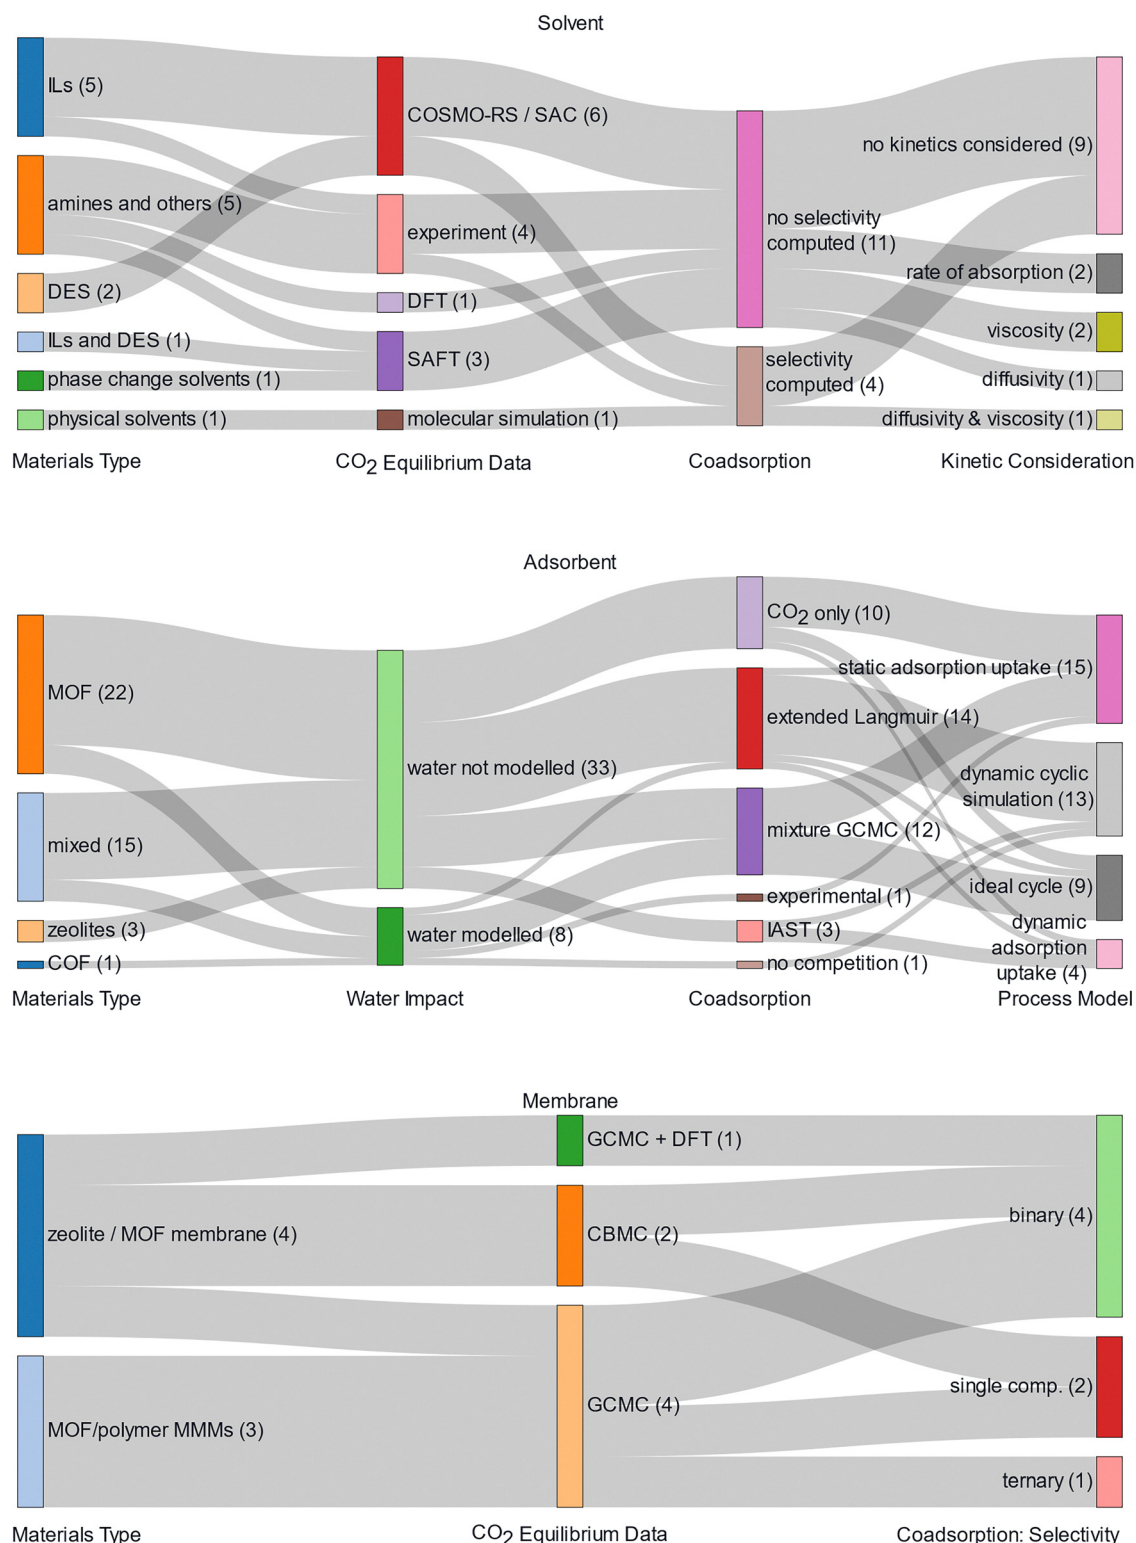 Solvent
ILs (5)
amines and others (5)
DES (2)
ILs and DES (1)
phase change solvents (1)
physical solvents (1)
COSMO-RS / SAC (6)
experiment (4)
DFT (1)
SAFT (3)
molecular simulation (1)
no selectivity
computed (11)
selectivity
computed (4)
no kinetics considered (9)
rate of absorption (2)
viscosity (2)
diffusivity (1)
diffusivity & viscosity (1)
Materials Type
CO2 Equilibrium Data
Coadsorption
Kinetic Consideration
Adsorbent
MOF (22)
mixed (15)
zeolites (3)
COF (1)
water not modelled (33)
water modelled (8)
CO2 only (10)
extended Langmuir (14)
mixture GCMC (12)
experimental (1)
IAST (3)
no competition (1)
static adsorption uptake (15)
dynamic cyclic
simulation (13)
ideal cycle (9)
dynamic
adsorption
uptake (4)
Materials Type
Water Impact
Coadsorption
Process Model
Membrane
zeolite / MOF membrane (4)
MOF/polymer MMMs (3)
GCMC + DFT (1)
CBMC (2)
GCMC (4)
binary (4)
single comp. (2)
ternary (1)
Materials Type
CO2 Equilibrium Data
Coadsorption: Selectivity